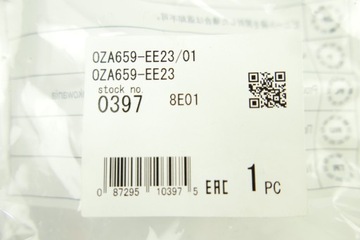 OZA659-EE23/01
OZA659-EE23
stock no.
0397 8E01
0 87295 10397 5
EAC 1 PC